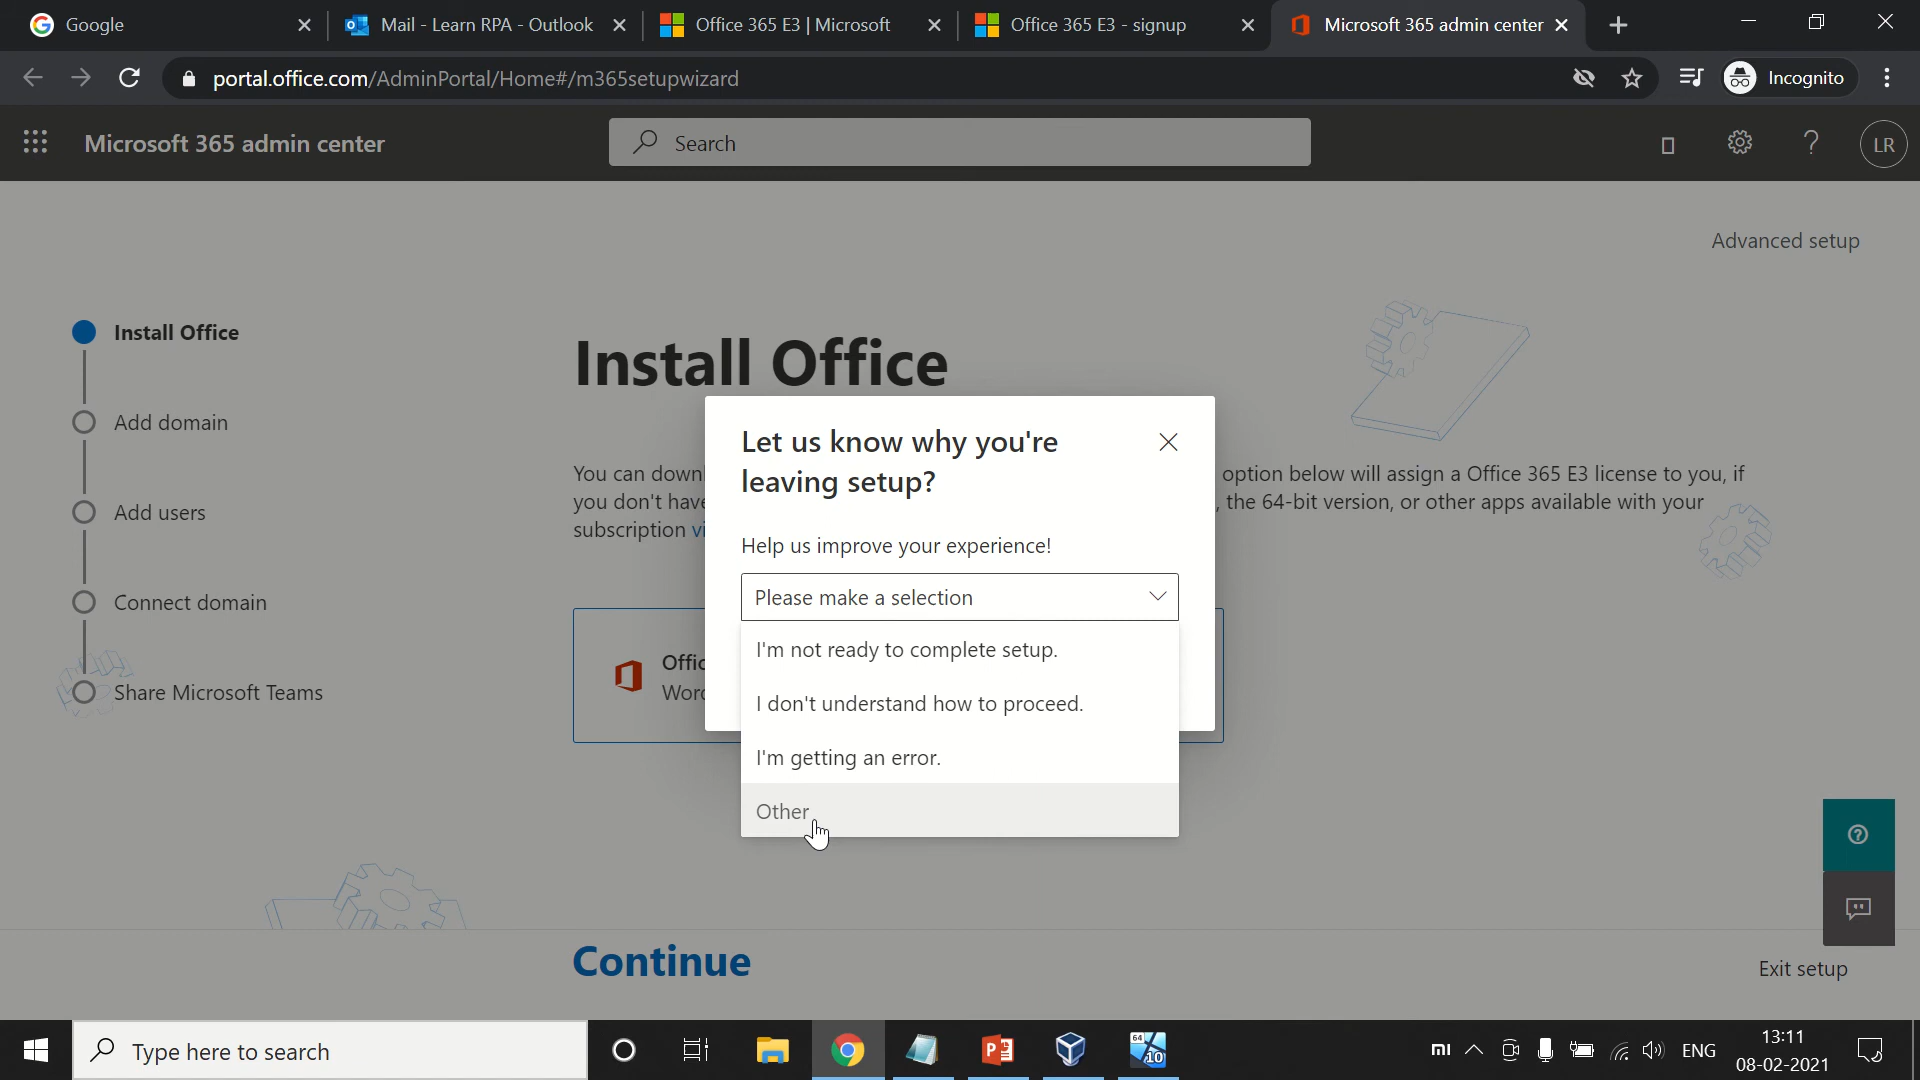 Google
Mail - Learn RPA - Outlook
Office 365 E3 | Microsoft
Office 365 E3 - signup
Microsoft 365 admin center
portal.office.com/AdminPortal/Home#/m365setupwizard
Incognito
Microsoft 365 admin center
Search
LR
Advanced setup
Install Office
Add domain
Add users
Connect domain
Share Microsoft Teams
Install Office
You can downl
option below will assign a Office 365 E3 license to you, if
you don't have
, the 64-bit version, or other apps available with your
subscription vi
Offic
Word
Let us know why you're
leaving setup?
Help us improve your experience!
Please make a selection
I'm not ready to complete setup.
I don't understand how to proceed.
I'm getting an error.
Other
Continue
Exit setup
Type here to search
64
10
mi
ENG
13:11
08-02-2021